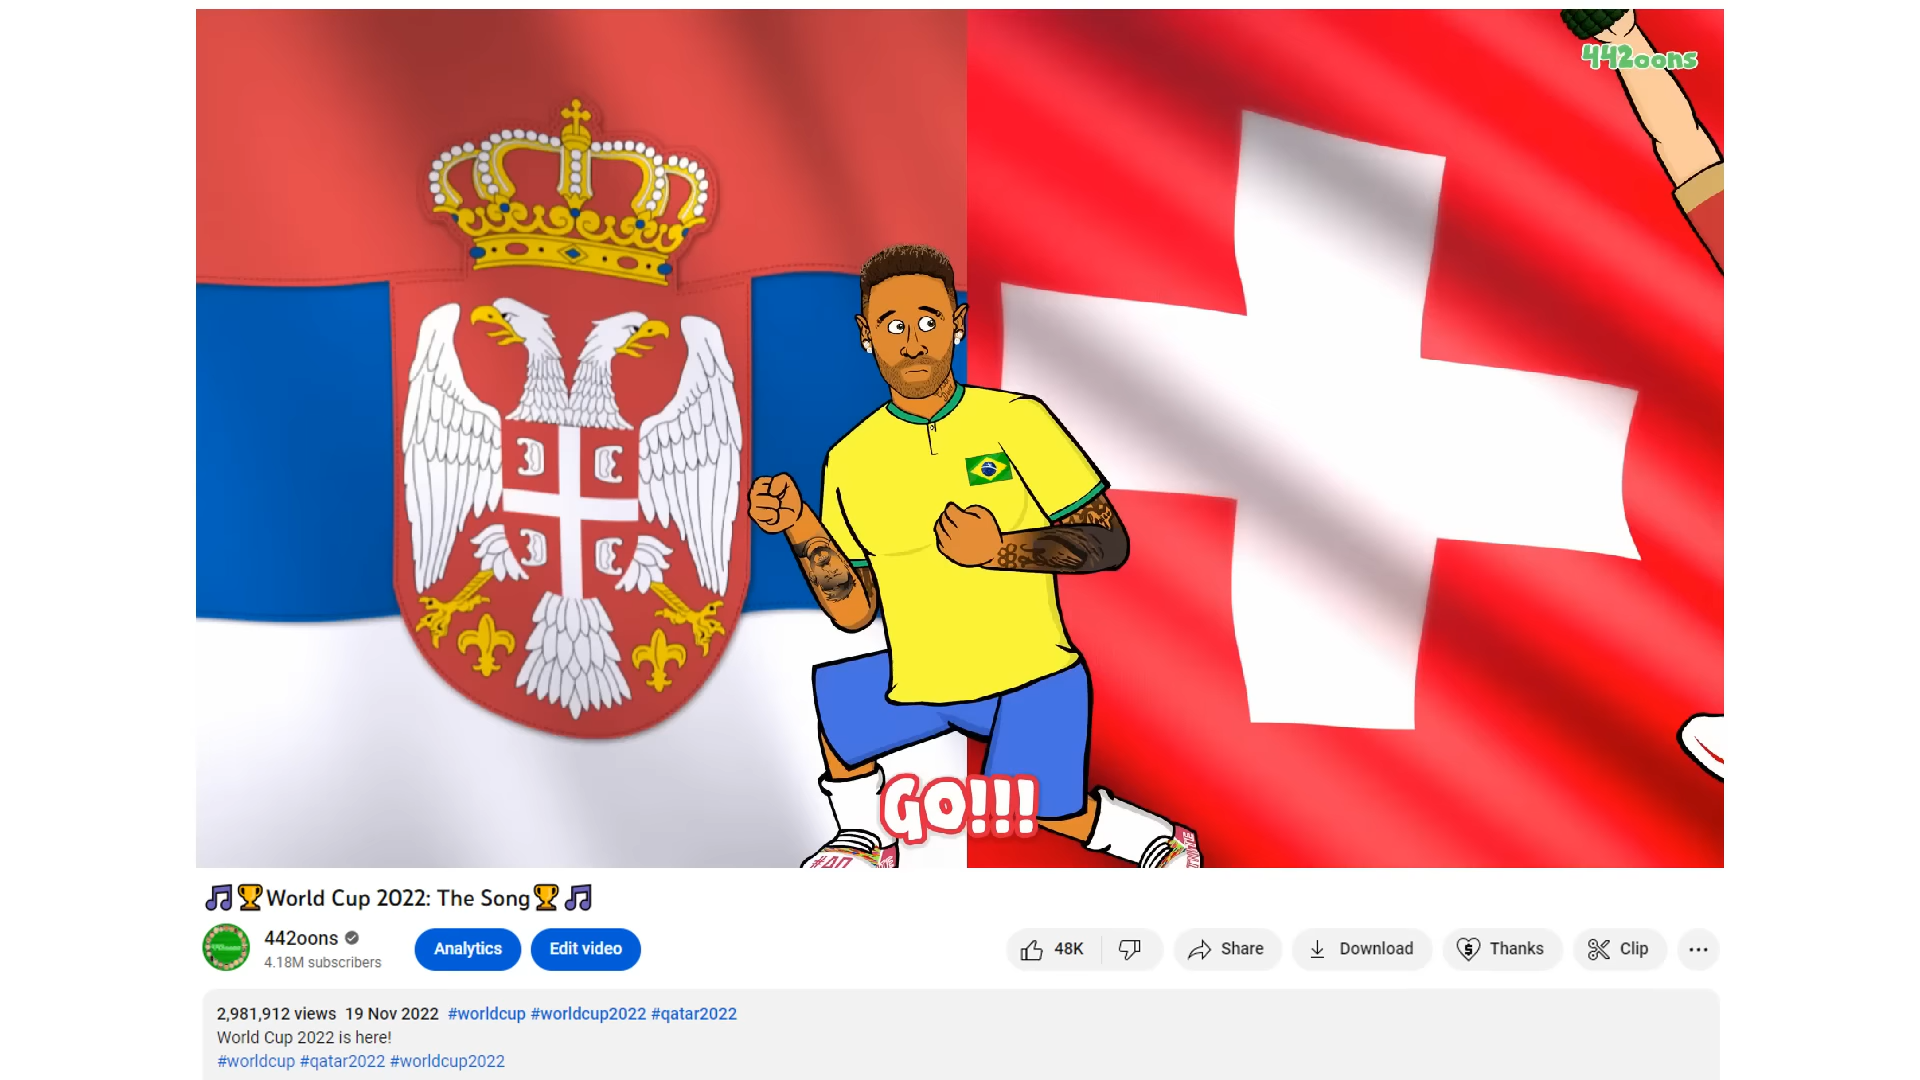 442oons
GO!!!
🎵🏆World Cup 2022: The Song🏆🎵
442oons
4.18M subscribers
Analytics
Edit video
48K
Share
Download
Thanks
Clip
2,981,912 views 19 Nov 2022 #worldcup #worldcup2022 #qatar2022
World Cup 2022 is here!
#worldcup #qatar2022 #worldcup2022